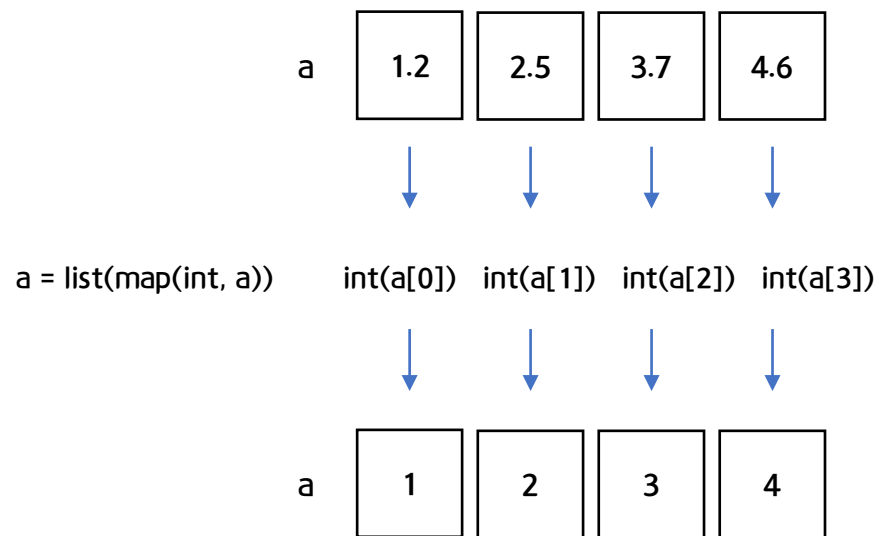 a 1.2 2.5 3.7 4.6
a = list(map(int, a)) int(a[0]) int(a[1]) int(a[2]) int(a[3])
a 1 2 3 4